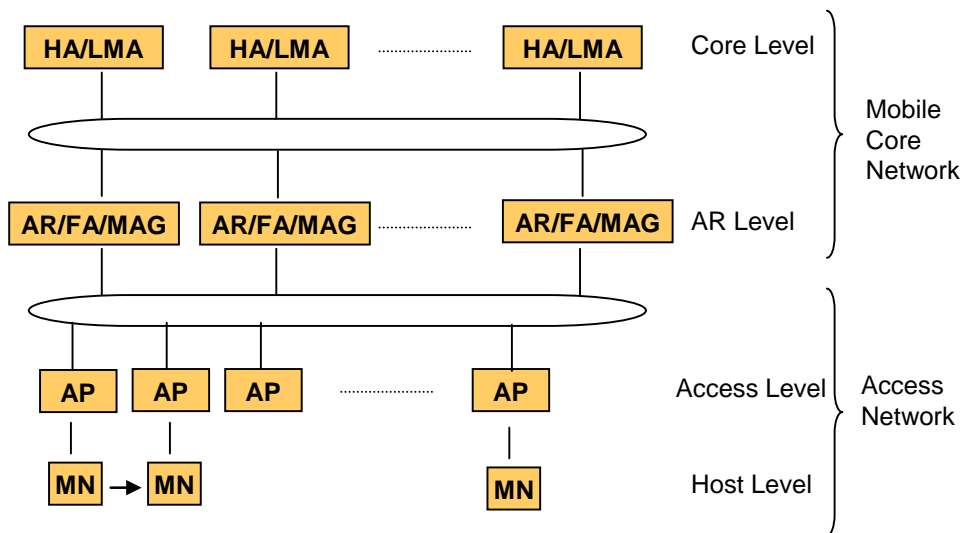 HA/LMA HA/LMA HA/LMA Core Level
Mobile
Core
Network
AR/FA/MAG AR/FA/MAG AR/FA/MAG AR Level
AP AP AP AP Access Level
Access
Network
MN MN MN Host Level